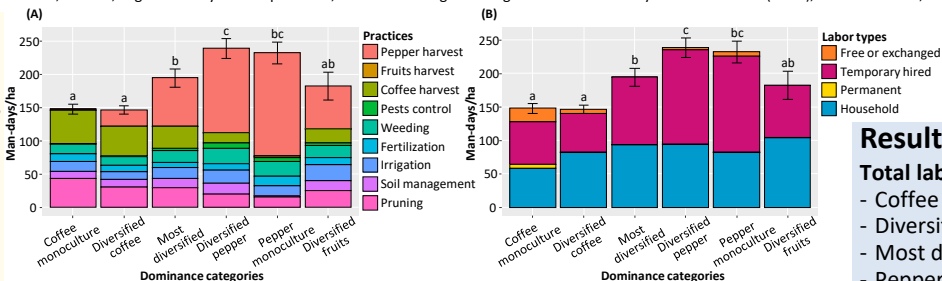 (A)
Man-days/ha
250
200
150
100
50
0
a
a
b
c
bc
ab
Coffee monoculture
Diversified coffee
Most diversified
Diversified pepper
Pepper monoculture
Diversified fruits
Dominance categories
Practices
Pepper harvest
Fruits harvest
Coffee harvest
Pests control
Weeding
Fertilization
Irrigation
Soil management
Pruning
(B)
Man-days/ha
250
200
150
100
50
0
a
a
b
c
bc
ab
Coffee monoculture
Diversified coffee
Most diversified
Diversified pepper
Pepper monoculture
Diversified fruits
Dominance categories
Labor types
Free or exchanged
Temporary hired
Permanent
Household
Result
Total lab
- Coffee
- Diversif
- Most d
- Pepper